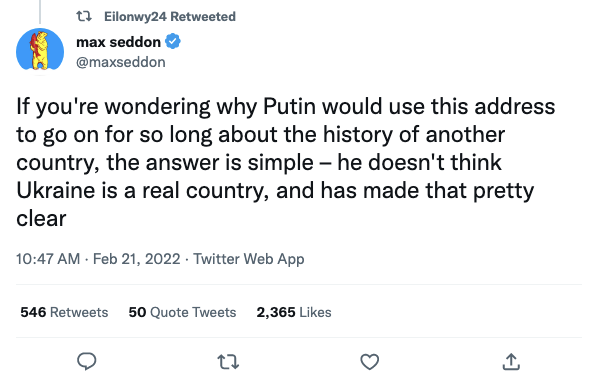 Eilonwy24 Retweeted
max seddon
@maxseddon
If you're wondering why Putin would use this address
to go on for so long about the history of another
country, the answer is simple – he doesn't think
Ukraine is a real country, and has made that pretty
clear
10:47 AM · Feb 21, 2022 · Twitter Web App
546 Retweets 50 Quote Tweets 2,365 Likes